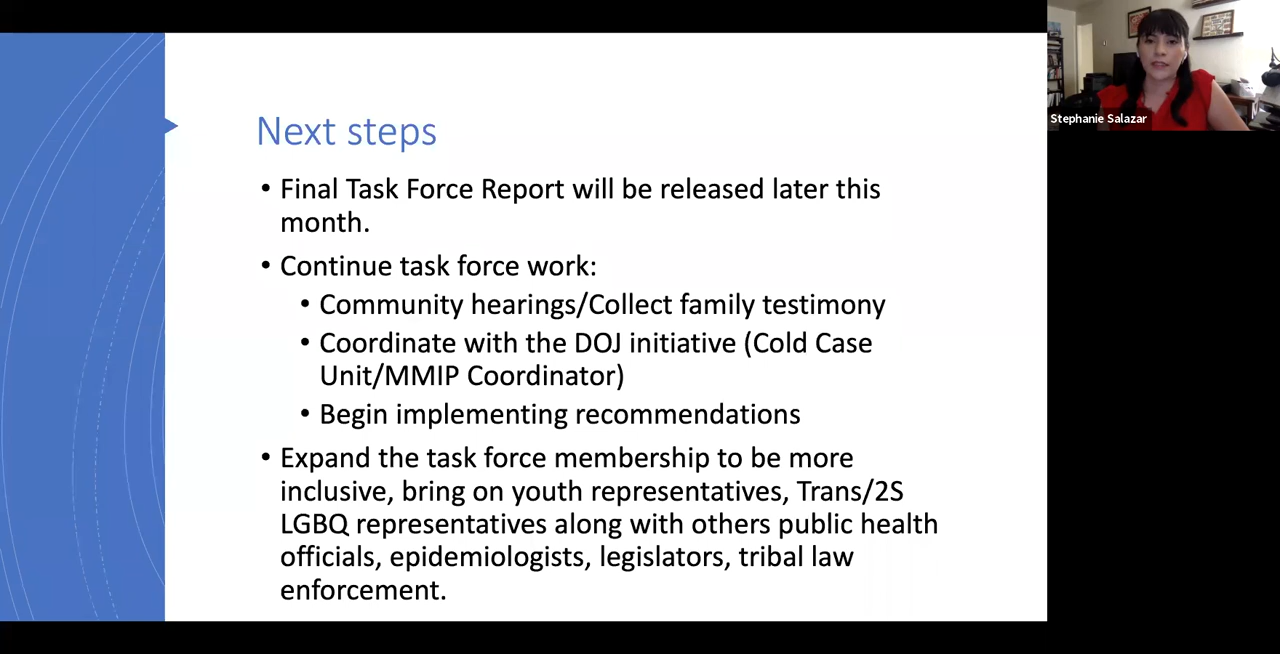 Next steps
• Final Task Force Report will be released later this
month.
• Continue task force work:
• Community hearings/Collect family testimony
• Coordinate with the DOJ initiative (Cold Case
Unit/MMIP Coordinator)
• Begin implementing recommendations
• Expand the task force membership to be more
inclusive, bring on youth representatives, Trans/2S
LGBQ representatives along with others public health
officials, epidemiologists, legislators, tribal law
enforcement.
Stephanie Salazar